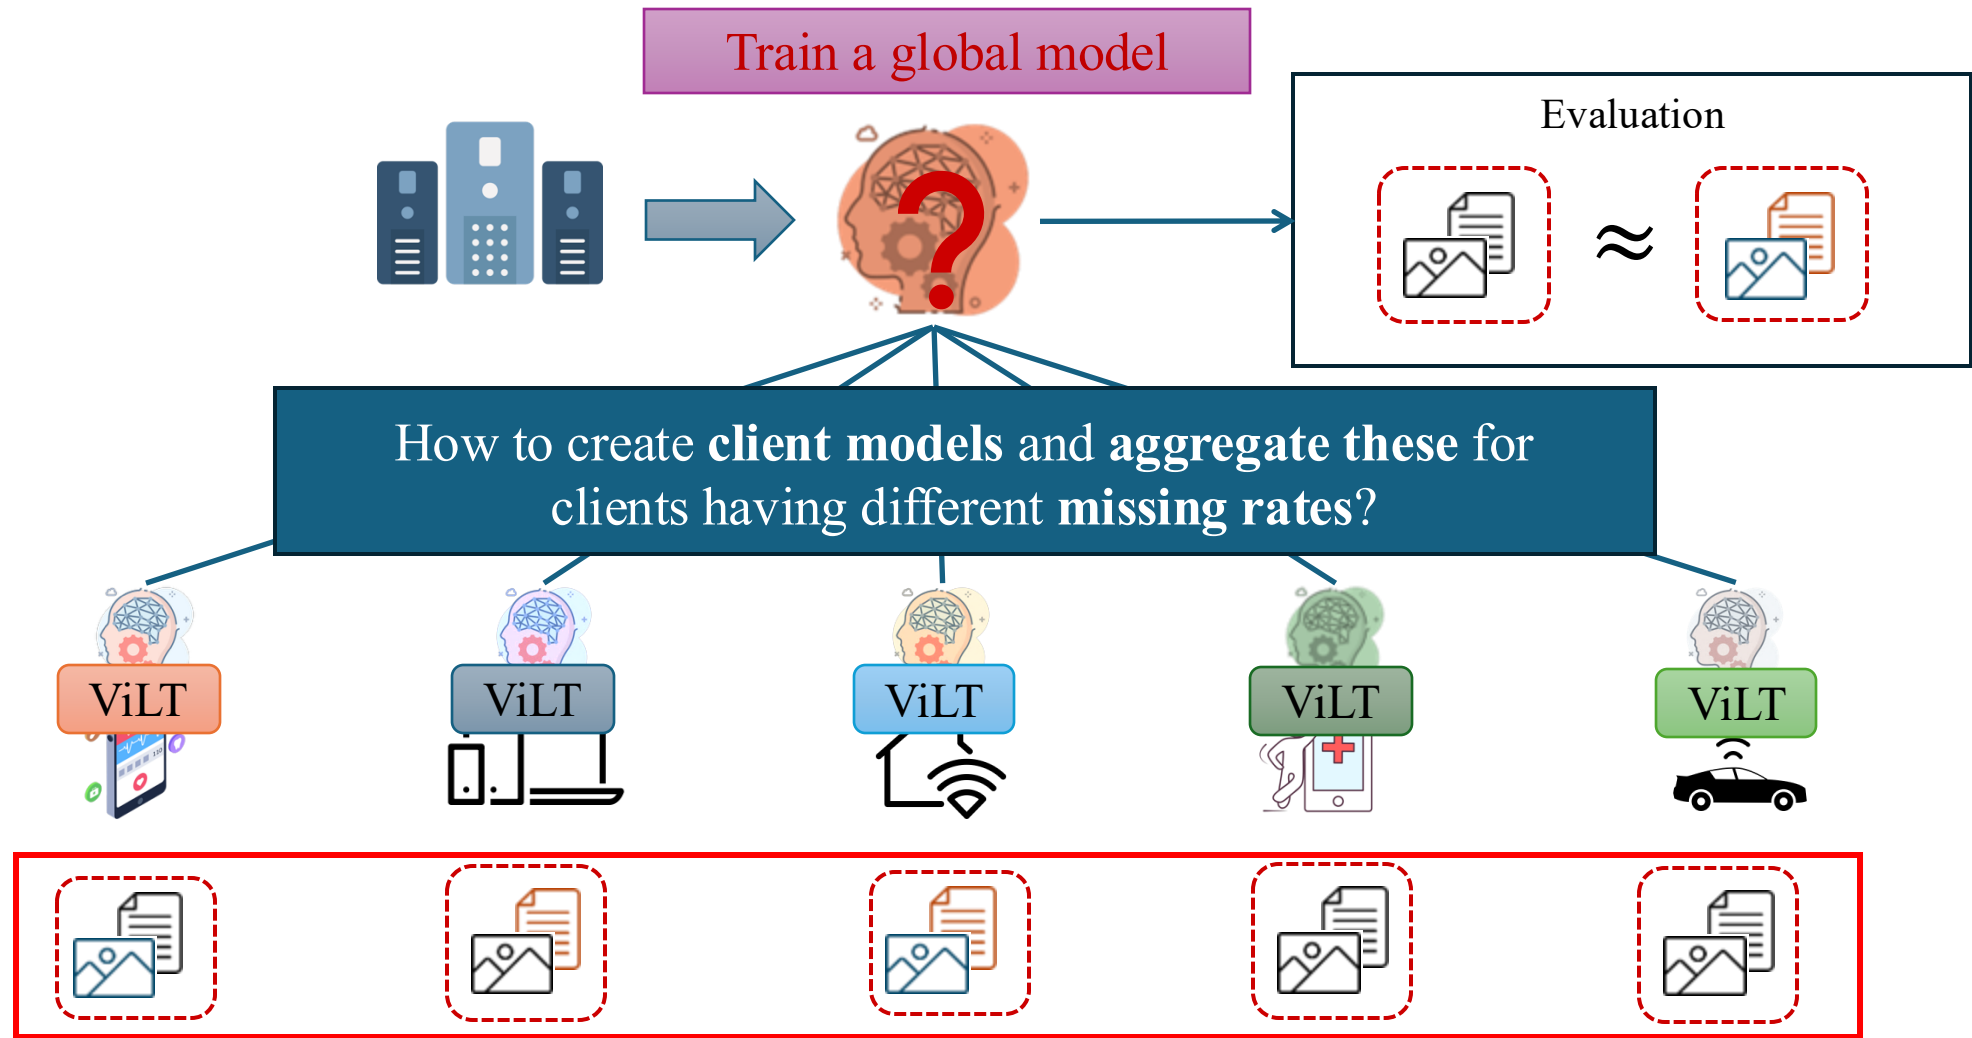 Train a global model
Evaluation
How to create client models and aggregate these for
clients having different missing rates?
ViLT
ViLT
ViLT
ViLT
ViLT